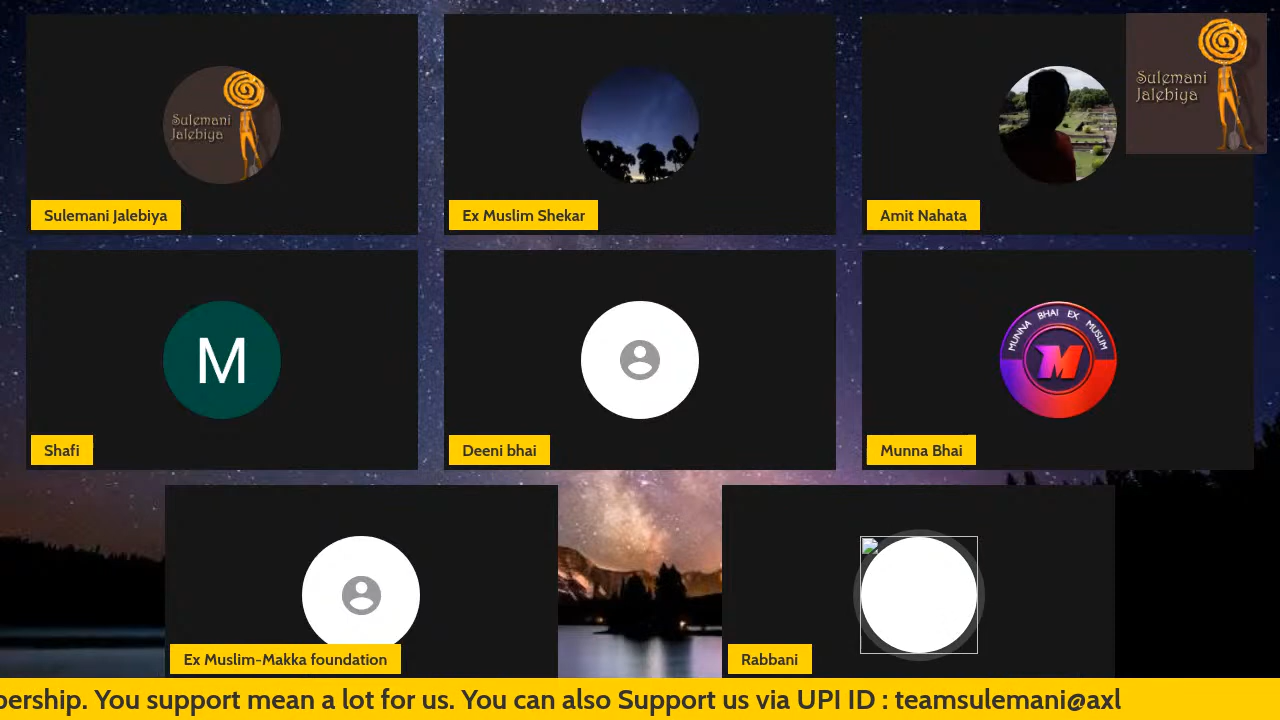 Sulemani
Jalebiya
Sulemani
Jalebiya
Sulemani Jalebiya
Ex Muslim Shekar
Amit Nahata
M
MUNNA BHAI EX MUSLIM
M
Shafi
Deeni bhai
Munna Bhai
Ex Muslim-Makka foundation
Rabbani
bership. You support mean a lot for us. You can also Support us via UPI ID : teamsulemani@axl